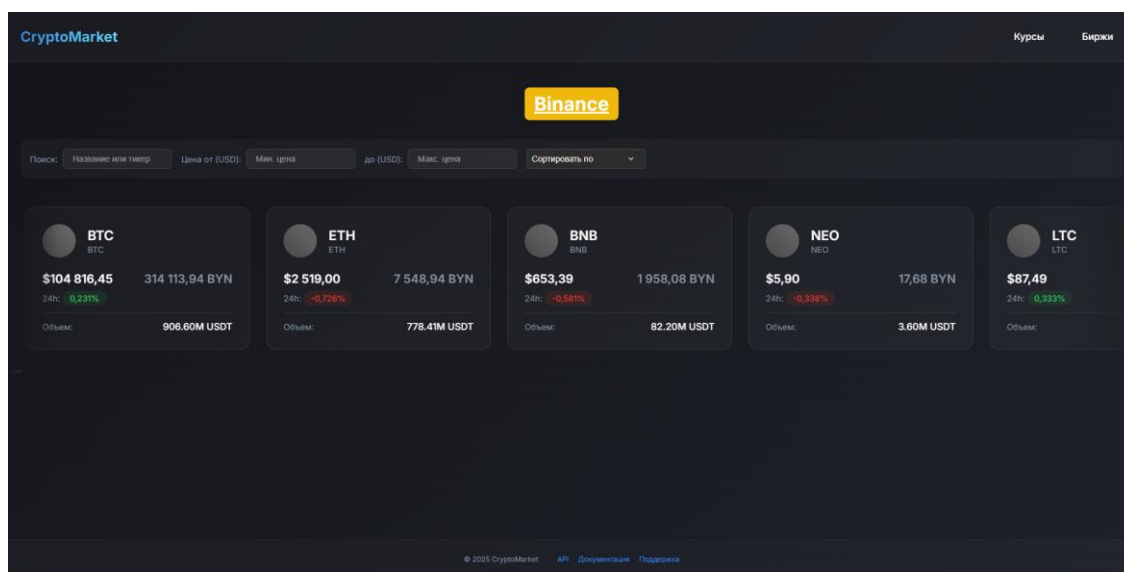 CryptoMarket Курсы Биржи
Binance
Поиск: Название или тикер Цена от (USD): Мин. цена до (USD): Макс. цена Сортировать по
BTC ETH BNB NEO LTC
BTC ETH BNB NEO LTC
$104 816,45 314 113,94 BYN $2 519,00 7 548,94 BYN $653,39 1 958,08 BYN $5,90 17,68 BYN $87,49
24h: 0,231% 24h: -0,726% 24h: -0,581% 24h: -0,338% 24h: 0,333%
Объем: 906.60M USDT Объем: 778.41M USDT Объем: 82.20M USDT Объем: 3.60M USDT Объем:
© 2025 CryptoMarket API Документация Поддержка